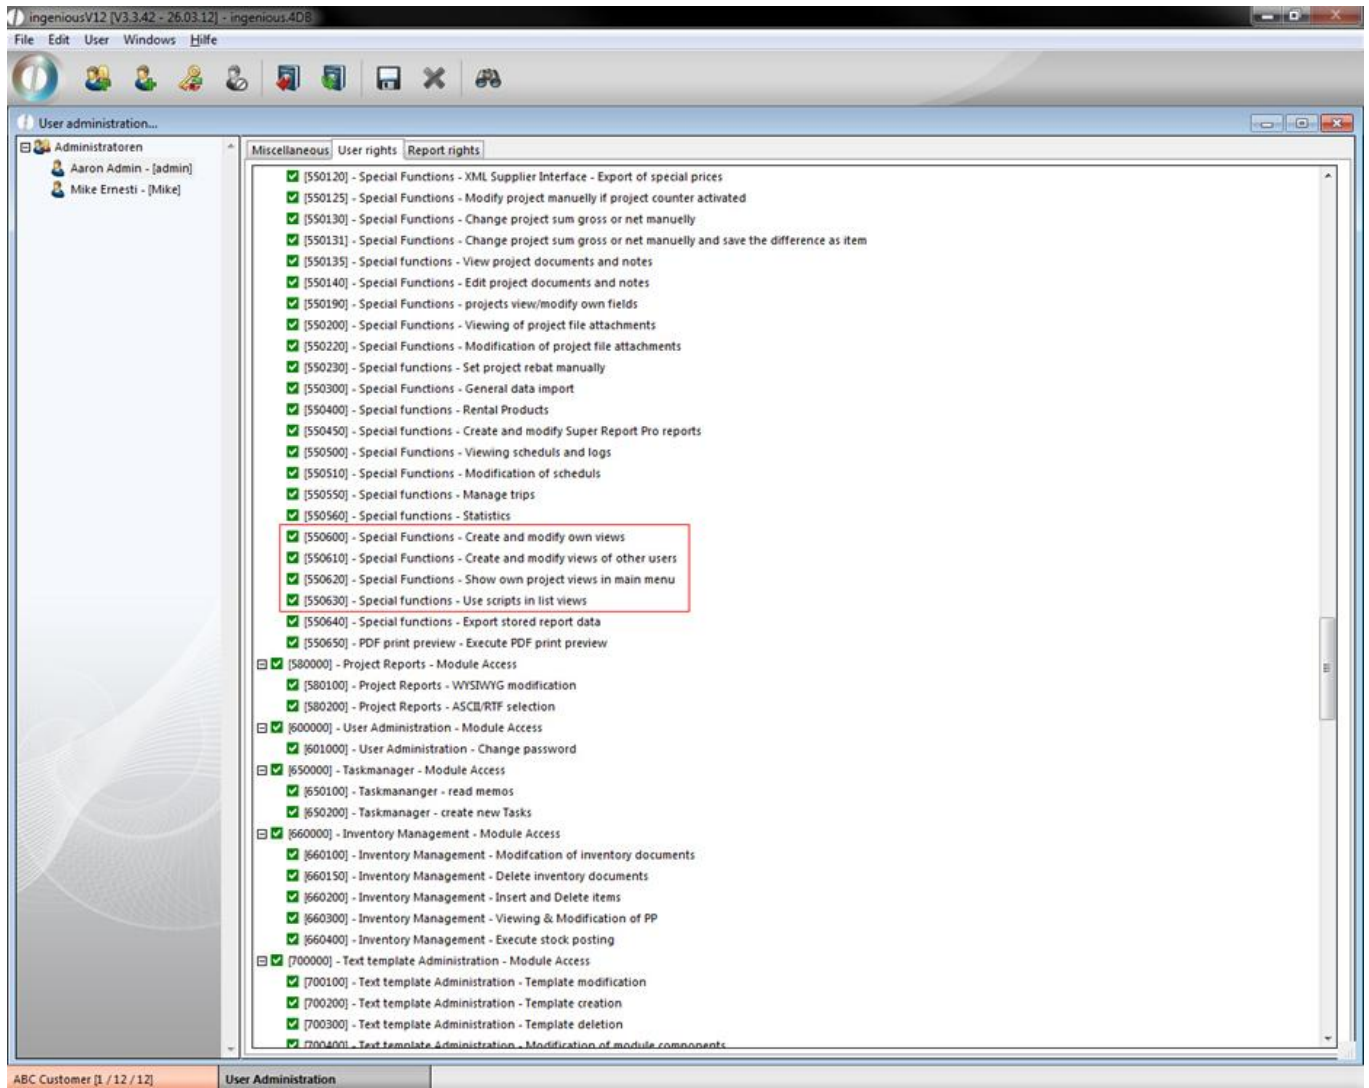 ingeniousV12 [V3.3.42 - 26.03.12] - ingenious.4DB
File Edit User Windows Hilfe
User administration...
Administratoren
Aaron Admin - [admin]
Mike Ernesti - [Mike]
Miscellaneous User rights Report rights
[550120] - Special Functions - XML Supplier Interface - Export of special prices
[550125] - Special Functions - Modify project manually if project counter activated
[550130] - Special Functions - Change project sum gross or net manuelly
[550131] - Special Functions - Change project sum gross or net manuelly and save the difference as item
[550135] - Special functions - View project documents and notes
[550140] - Special Functions - Edit project documents and notes
[550190] - Special Functions - projects view/modify own fields
[550200] - Special Functions - Viewing of project file attachments
[550220] - Special Functions - Modification of project file attachments
[550230] - Special Functions - Set project rebat manually
[550300] - Special Functions - General data import
[550400] - Special functions - Rental Products
[550450] - Special functions - Create and modify Super Report Pro reports
[550500] - Special Functions - Viewing scheduls and logs
[550510] - Special Functions - Modification of scheduls
[550550] - Special functions - Manage trips
[550560] - Special functions - Statistics
[550600] - Special Functions - Create and modify own views
[550610] - Special Functions - Create and modify views of other users
[550620] - Special Functions - Show own project views in main menu
[550630] - Special functions - Use scripts in list views
[550640] - Special functions - Export stored report data
[550650] - PDF print preview - Execute PDF print preview
[580000] - Project Reports - Module Access
[580100] - Project Reports - WYSIWYG modification
[580200] - Project Reports - ASCII/RTF selection
[600000] - User Administration - Module Access
[601000] - User Administration - Change password
[650000] - Taskmanager - Module Access
[650100] - Taskmananger - read memos
[650200] - Taskmanager - create new Tasks
[660000] - Inventory Management - Module Access
[660100] - Inventory Management - Modifcation of inventory documents
[660150] - Inventory Management - Delete inventory documents
[660200] - Inventory Management - Insert and Delete items
[660300] - Inventory Management - Viewing & Modification of PP
[660400] - Inventory Management - Execute stock posting
[700000] - Text template Administration - Module Access
[700100] - Text template Administration - Template modification
[700200] - Text template Administration - Template creation
[700300] - Text template Administration - Template deletion
[700400] - Text template Administration - Modification of module components
ABC Customer [1 / 12 / 12] User Administration